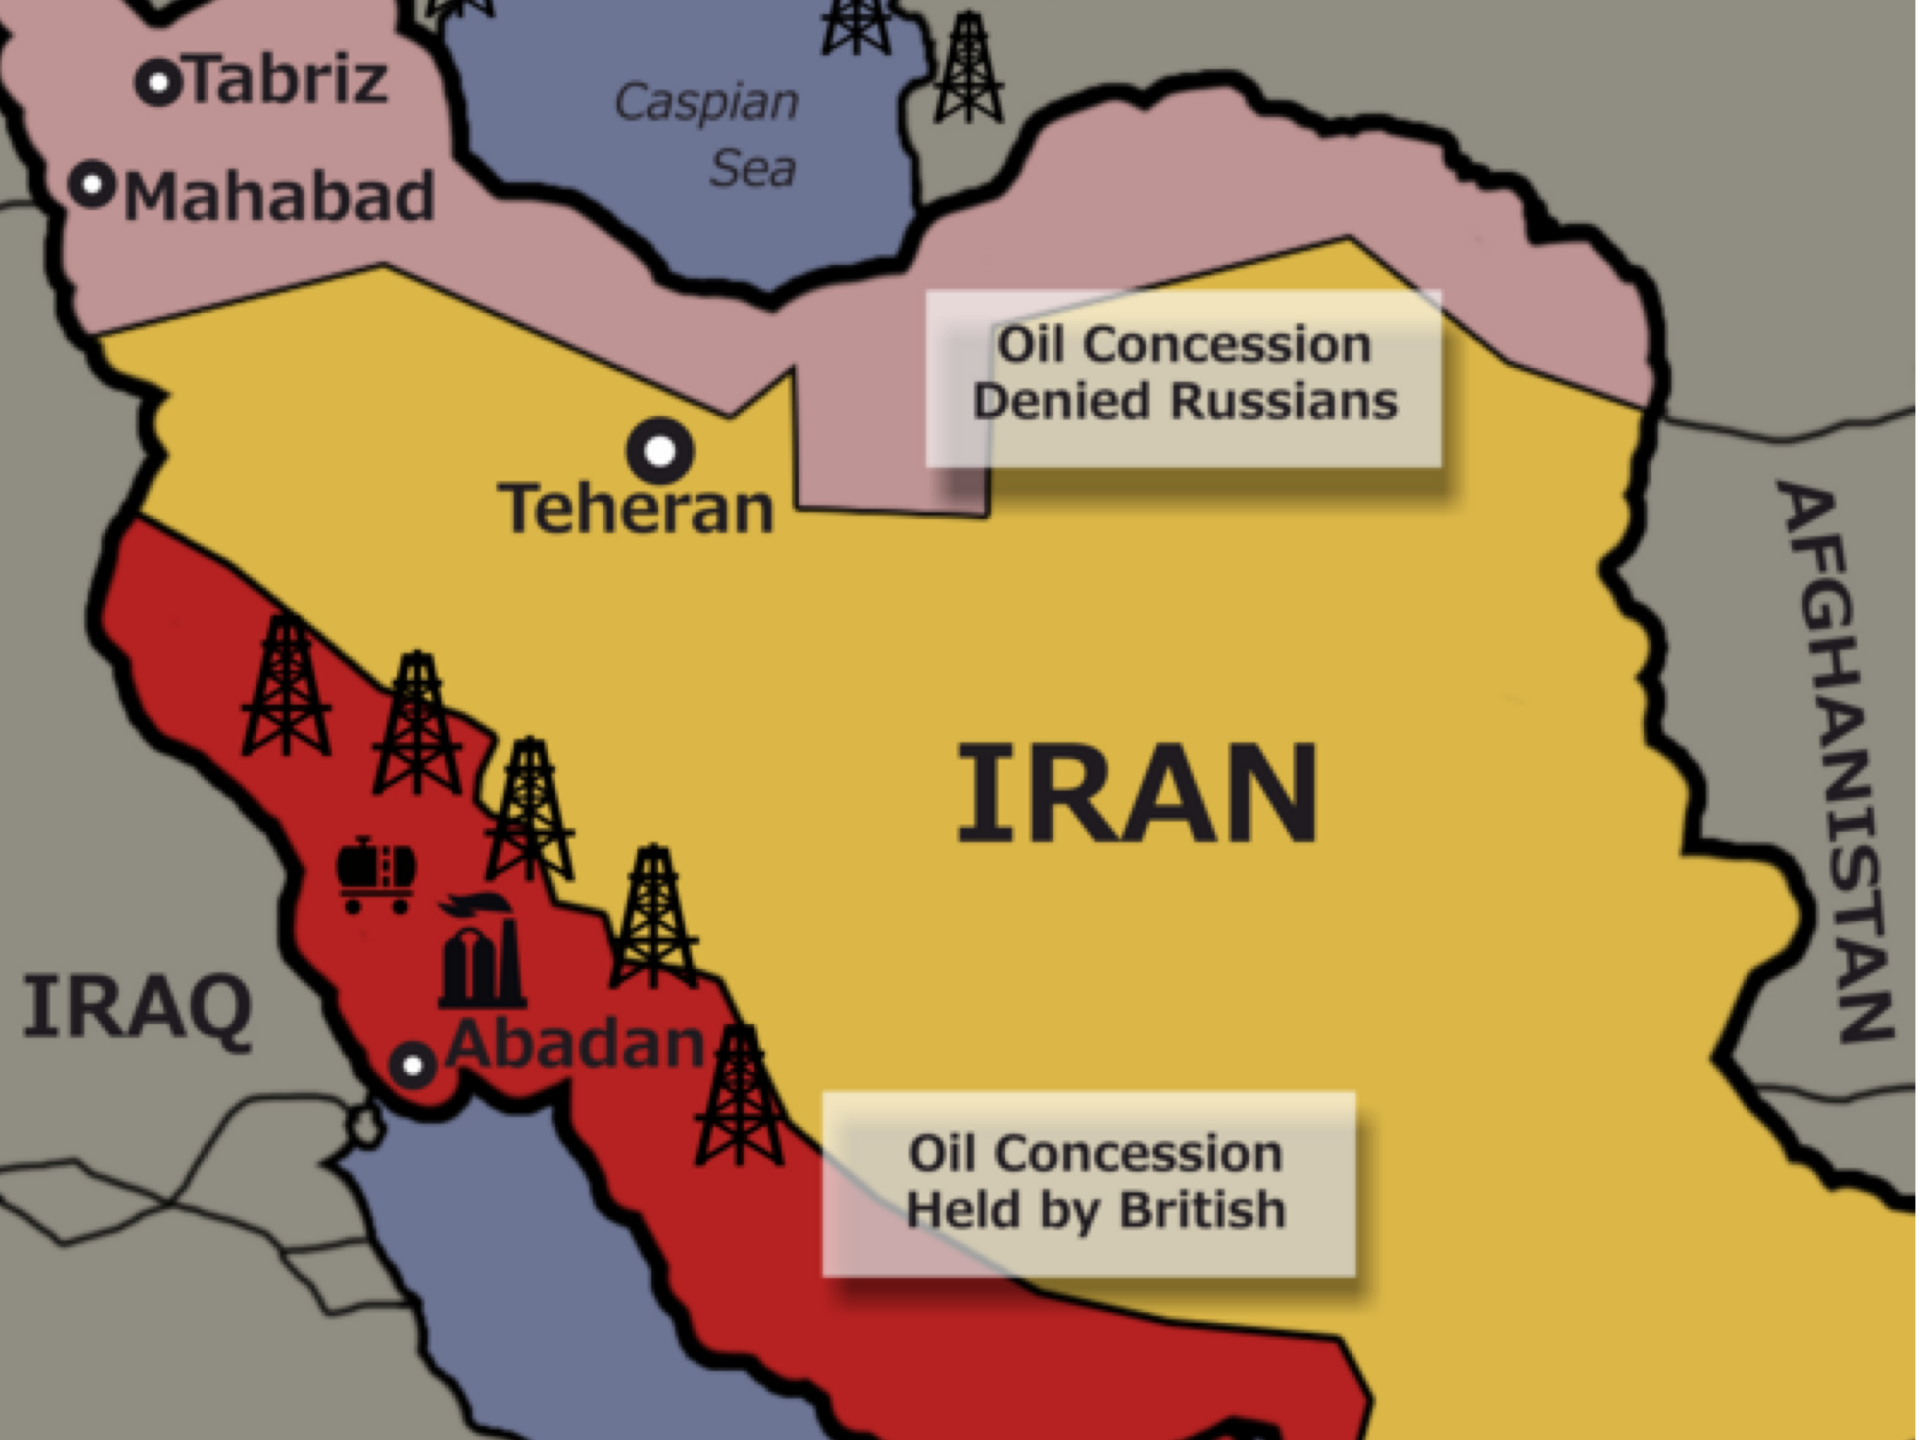 Tabriz
Caspian
Sea
Mahabad
Oil Concession
Denied Russians
Teheran
AFGHANISTAN
IRAN
IRAQ
Abadan
Oil Concession
Held by British